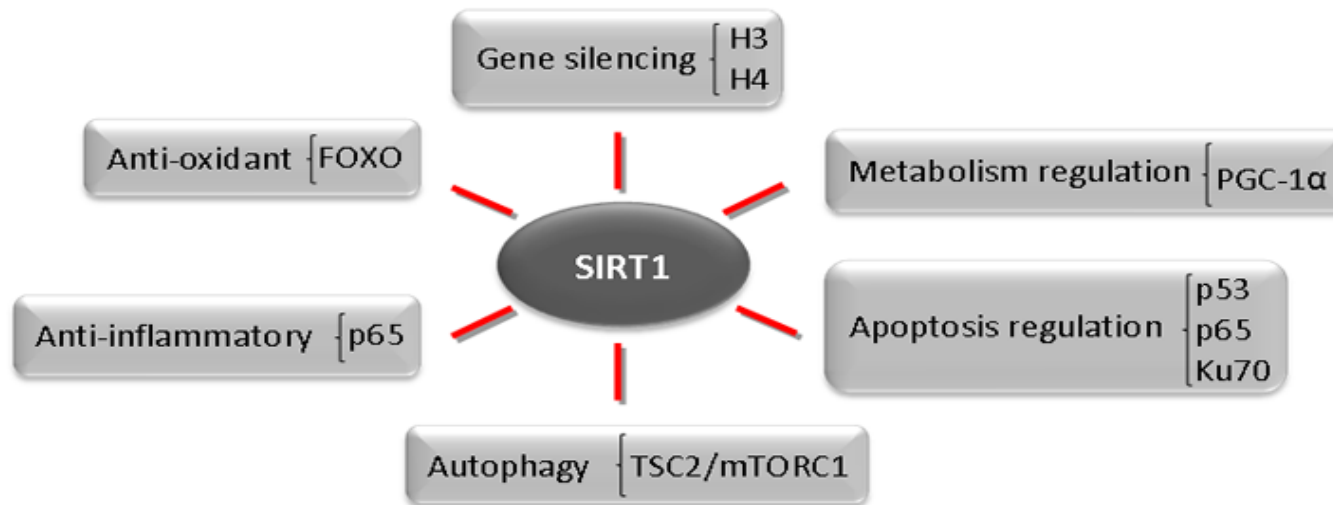 Gene silencing
H3
H4
Anti-oxidant FOXO
Metabolism regulation PGC-1α
SIRT1
Anti-inflammatory p65
Apoptosis regulation
p53
p65
Ku70
Autophagy TSC2/mTORC1